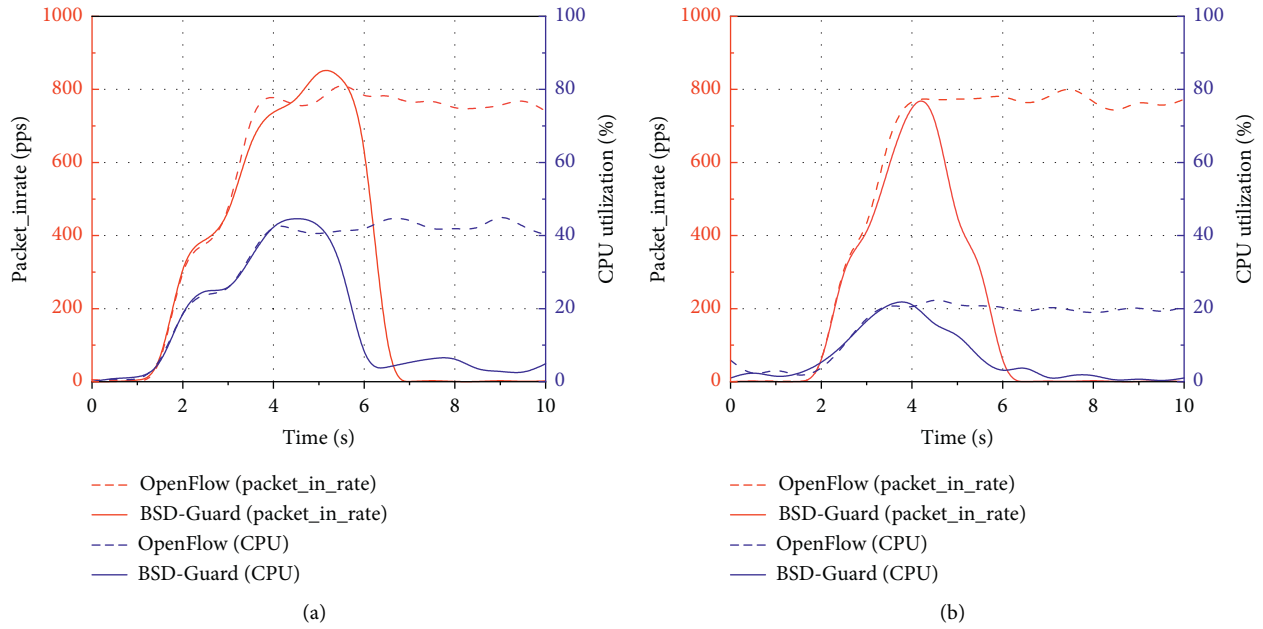 1000
800
600
400
200
0
Packet_inrate (pps)
100
80
60
40
20
0
CPU utilization (%)
0 2 4 6 8 10
Time (s)
OpenFlow (packet_in_rate)
BSD-Guard (packet_in_rate)
OpenFlow (CPU)
BSD-Guard (CPU)
(a)
1000
800
600
400
200
0
Packet_inrate (pps)
100
80
60
40
20
0
CPU utilization (%)
0 2 4 6 8 10
Time (s)
OpenFlow (packet_in_rate)
BSD-Guard (packet_in_rate)
OpenFlow (CPU)
BSD-Guard (CPU)
(b)